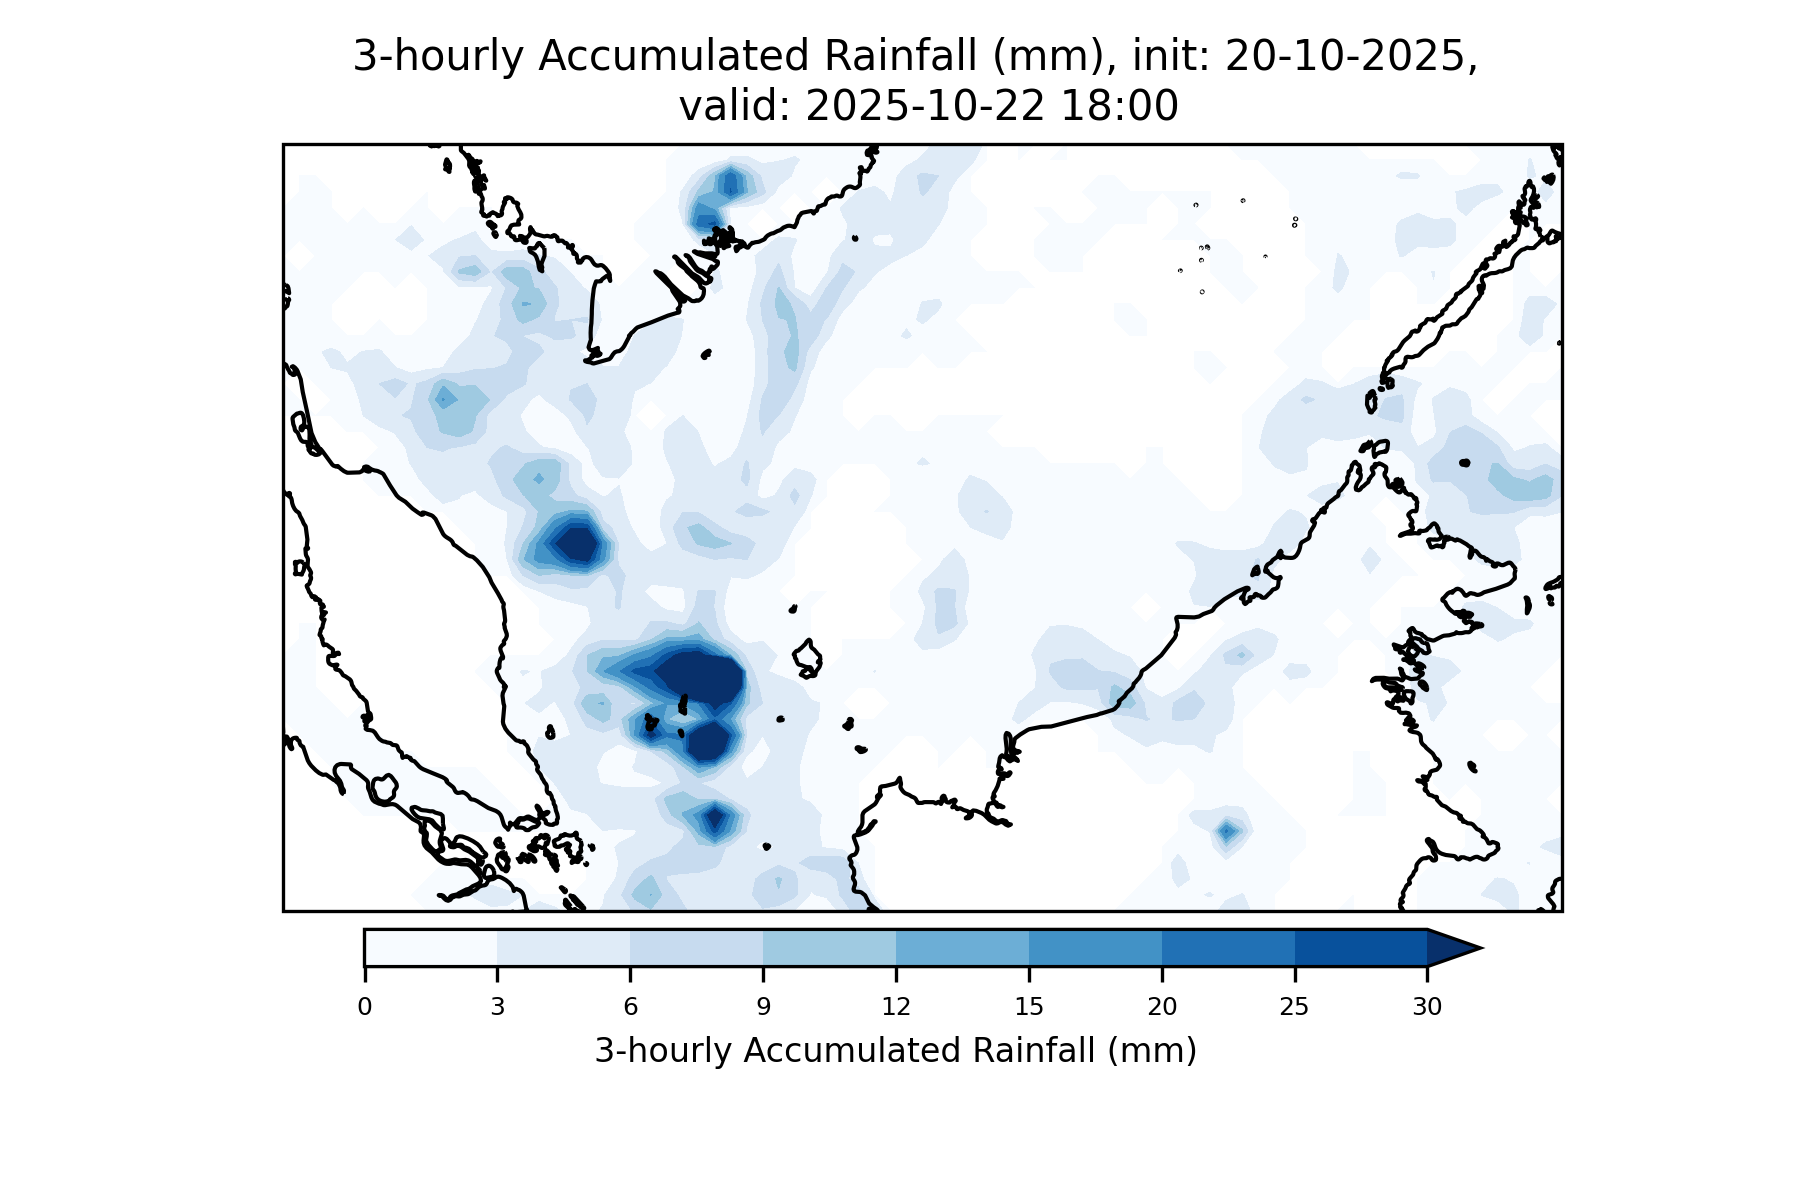 3-hourly Accumulated Rainfall (mm), init: 20-10-2025,
valid: 2025-10-22 18:00
0 3 6 9 12 15 20 25 30
3-hourly Accumulated Rainfall (mm)